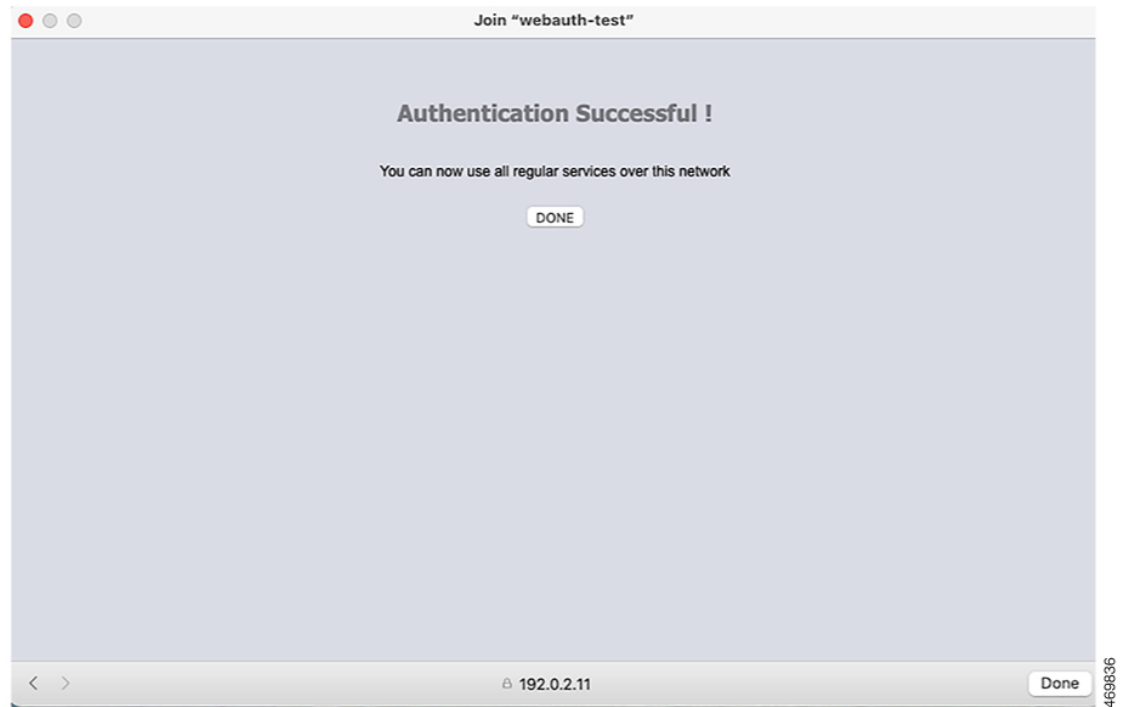 Join “webauth-test”
Authentication Successful !
You can now use all regular services over this network
DONE
192.0.2.11
Done
469836